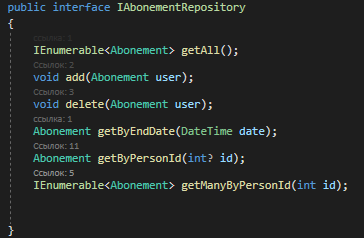 public interface IAbonementRepository
{
ссылка: 1
IEnumerable<Abonement> getAll();
Ссылок: 2
void add(Abonement user);
Ссылок: 3
void delete(Abonement user);
ссылка: 1
Abonement getByEndDate(DateTime date);
Ссылок: 11
Abonement getByPersonId(int? id);
Ссылок: 5
IEnumerable<Abonement> getManyByPersonId(int id);
}